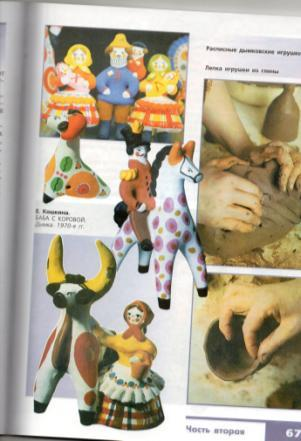 Расписные дымковские игрушки
Лепка игрушки из глины
Е. Кошкина.
БАБА С КОРОВОЙ.
Дымка. 1970-е гг.
Часть вторая
67